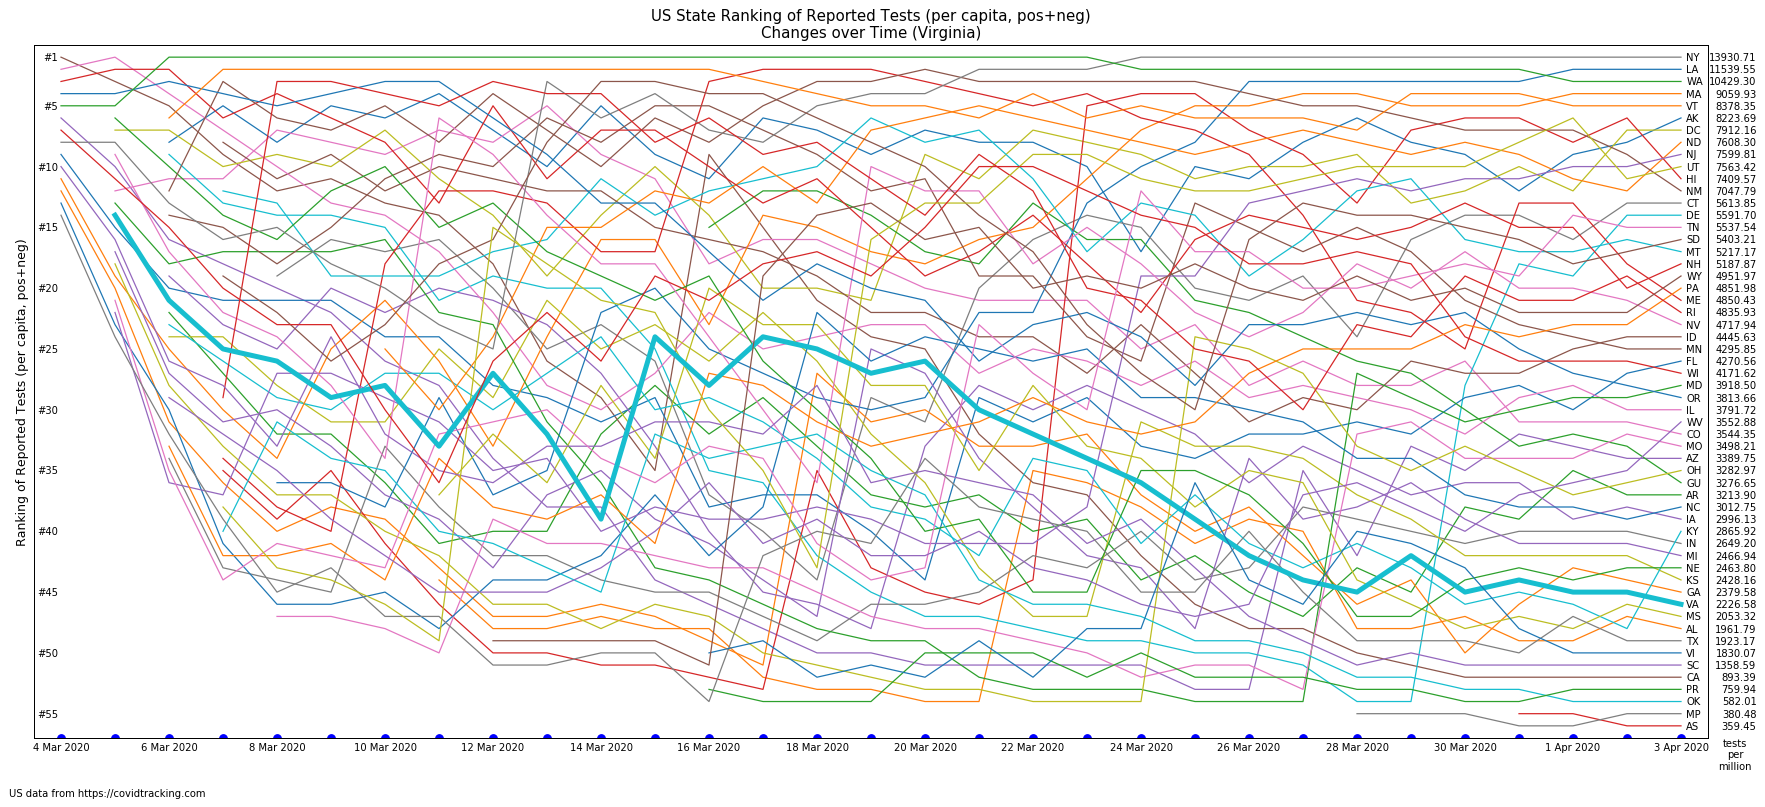 US State Ranking of Reported Tests (per capita, pos+neg)
Changes over Time (Virginia)
Ranking of Reported Tests (per capita, pos+neg)
#1
#5
#10
#15
#20
#25
#30
#35
#40
#45
#50
#55
NY 13930.71
LA 11539.55
WA 10429.30
MA 9059.93
VT 8378.35
AK 8223.69
DC 7912.16
ND 7608.30
NJ 7599.81
UT 7563.42
HI 7409.57
NM 7047.79
CT 5613.85
DE 5591.70
TN 5537.54
SD 5403.21
MT 5217.17
NH 5187.87
WY 4951.97
PA 4851.98
ME 4850.43
RI 4835.93
NV 4717.94
ID 4445.63
MN 4295.85
FL 4270.56
WI 4171.62
MD 3918.50
OR 3813.66
IL 3791.72
WV 3552.88
CO 3544.35
MO 3498.21
AZ 3389.75
OH 3282.97
GU 3276.65
AR 3213.90
NC 3012.75
IA 2996.13
KY 2865.92
IN 2649.20
MI 2466.94
NE 2463.80
KS 2428.16
GA 2379.58
VA 2226.58
MS 2053.32
AL 1961.79
TX 1923.17
VI 1830.07
SC 1358.59
CA 893.39
PR 759.94
OK 582.01
MP 380.48
AS 359.45
4 Mar 2020
6 Mar 2020
8 Mar 2020
10 Mar 2020
12 Mar 2020
14 Mar 2020
16 Mar 2020
18 Mar 2020
20 Mar 2020
22 Mar 2020
24 Mar 2020
26 Mar 2020
28 Mar 2020
30 Mar 2020
1 Apr 2020
3 Apr 2020
tests
per
million
US data from https://covidtracking.com